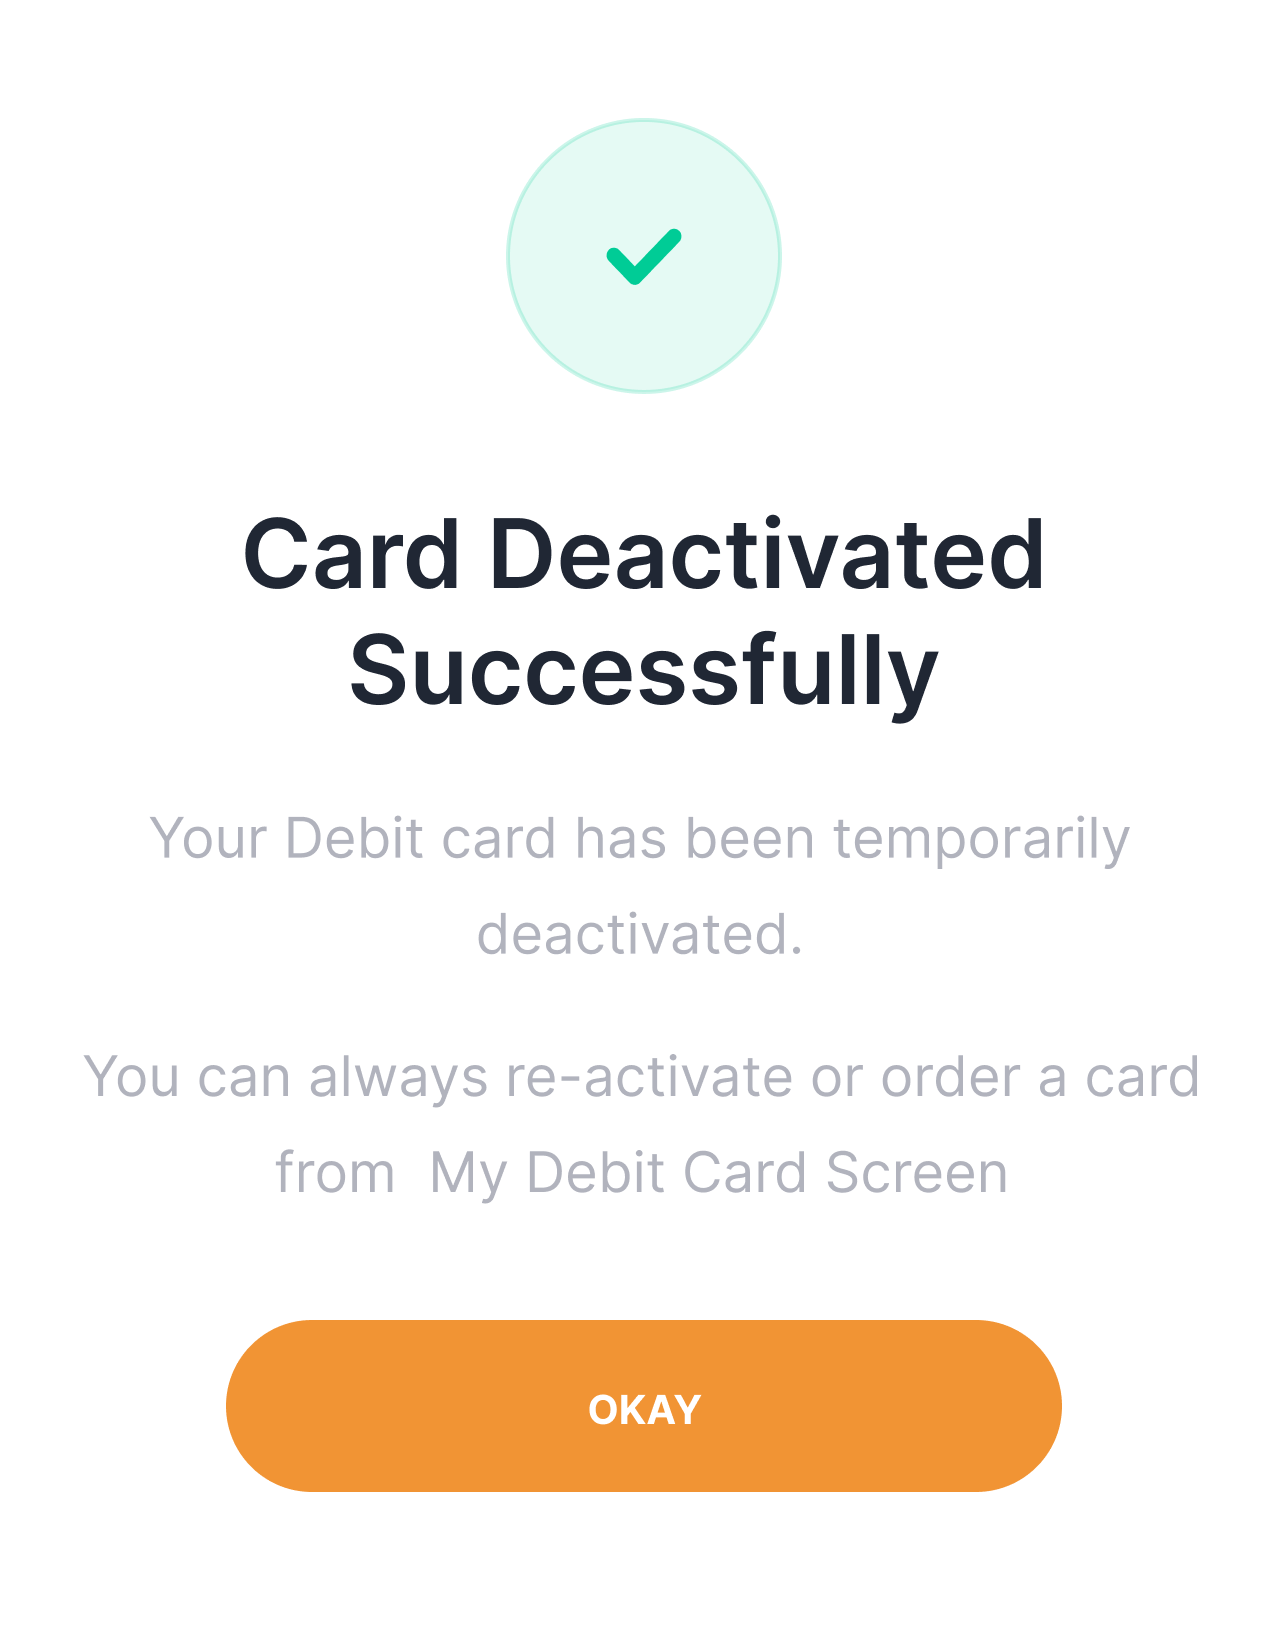 Card Deactivated
Successfully
Your Debit card has been temporarily
deactivated.
You can always re-activate or order a card
from  My Debit Card Screen
OKAY